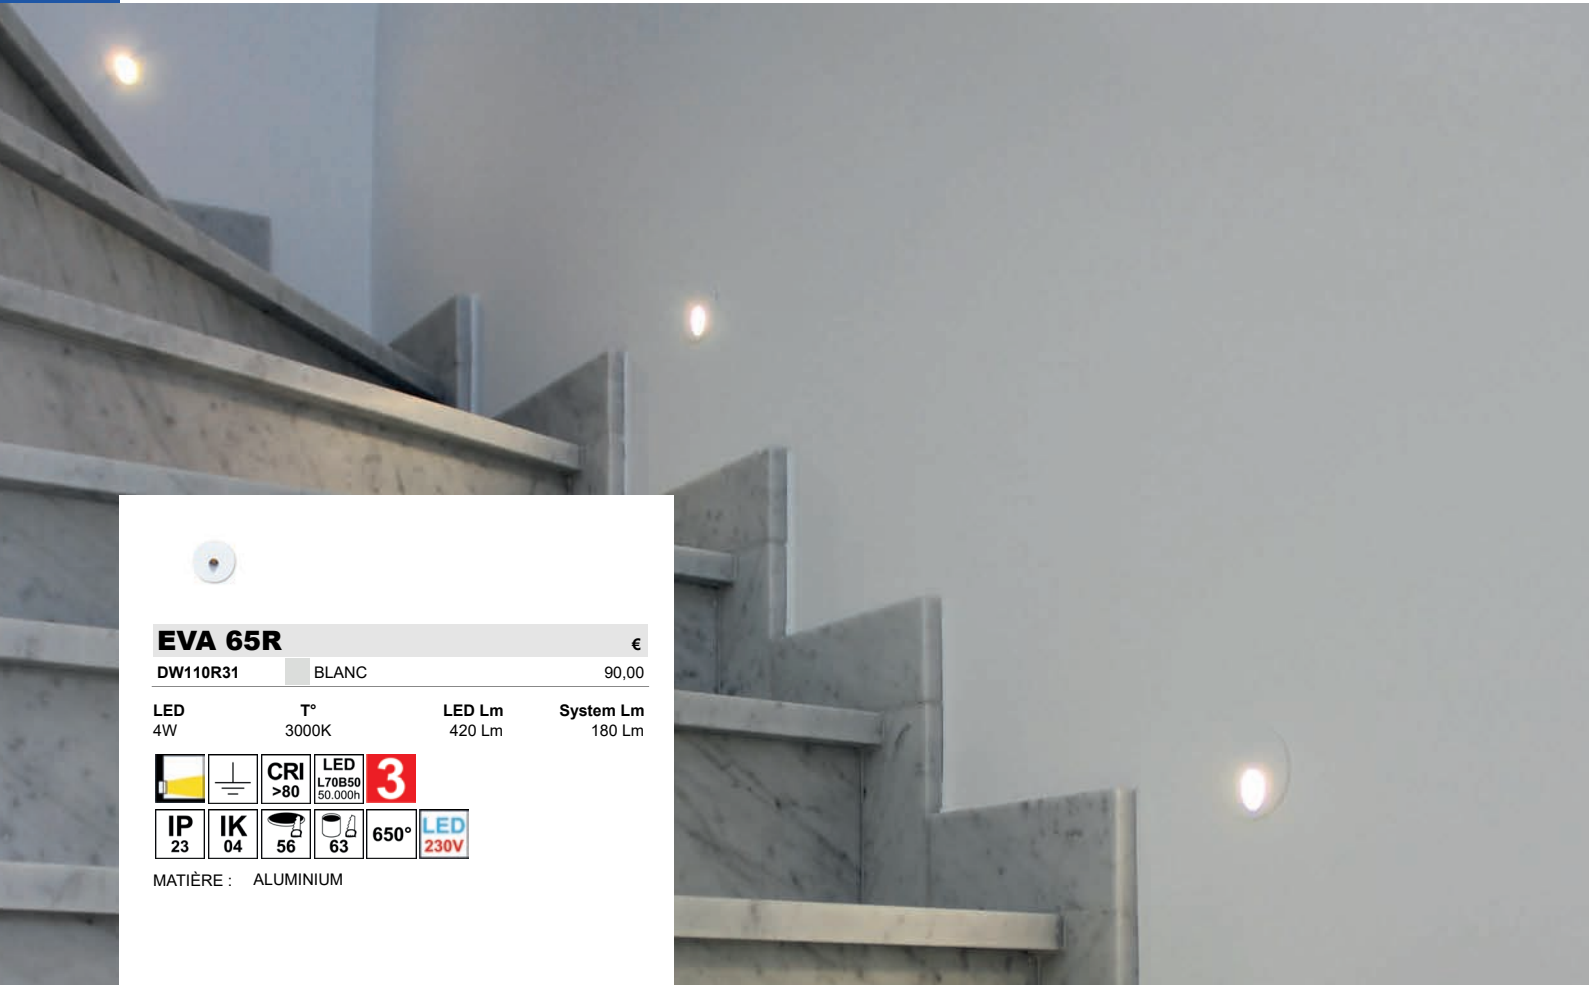 EVA 65R €
DW110R31 BLANC 90,00
LED T° LED Lm System Lm
4W 3000K 420 Lm 180 Lm
CRI >80 LED L70B50 50.000h 3
IP 23 IK 04 56 63 650° LED 230V
MATIÈRE : ALUMINIUM